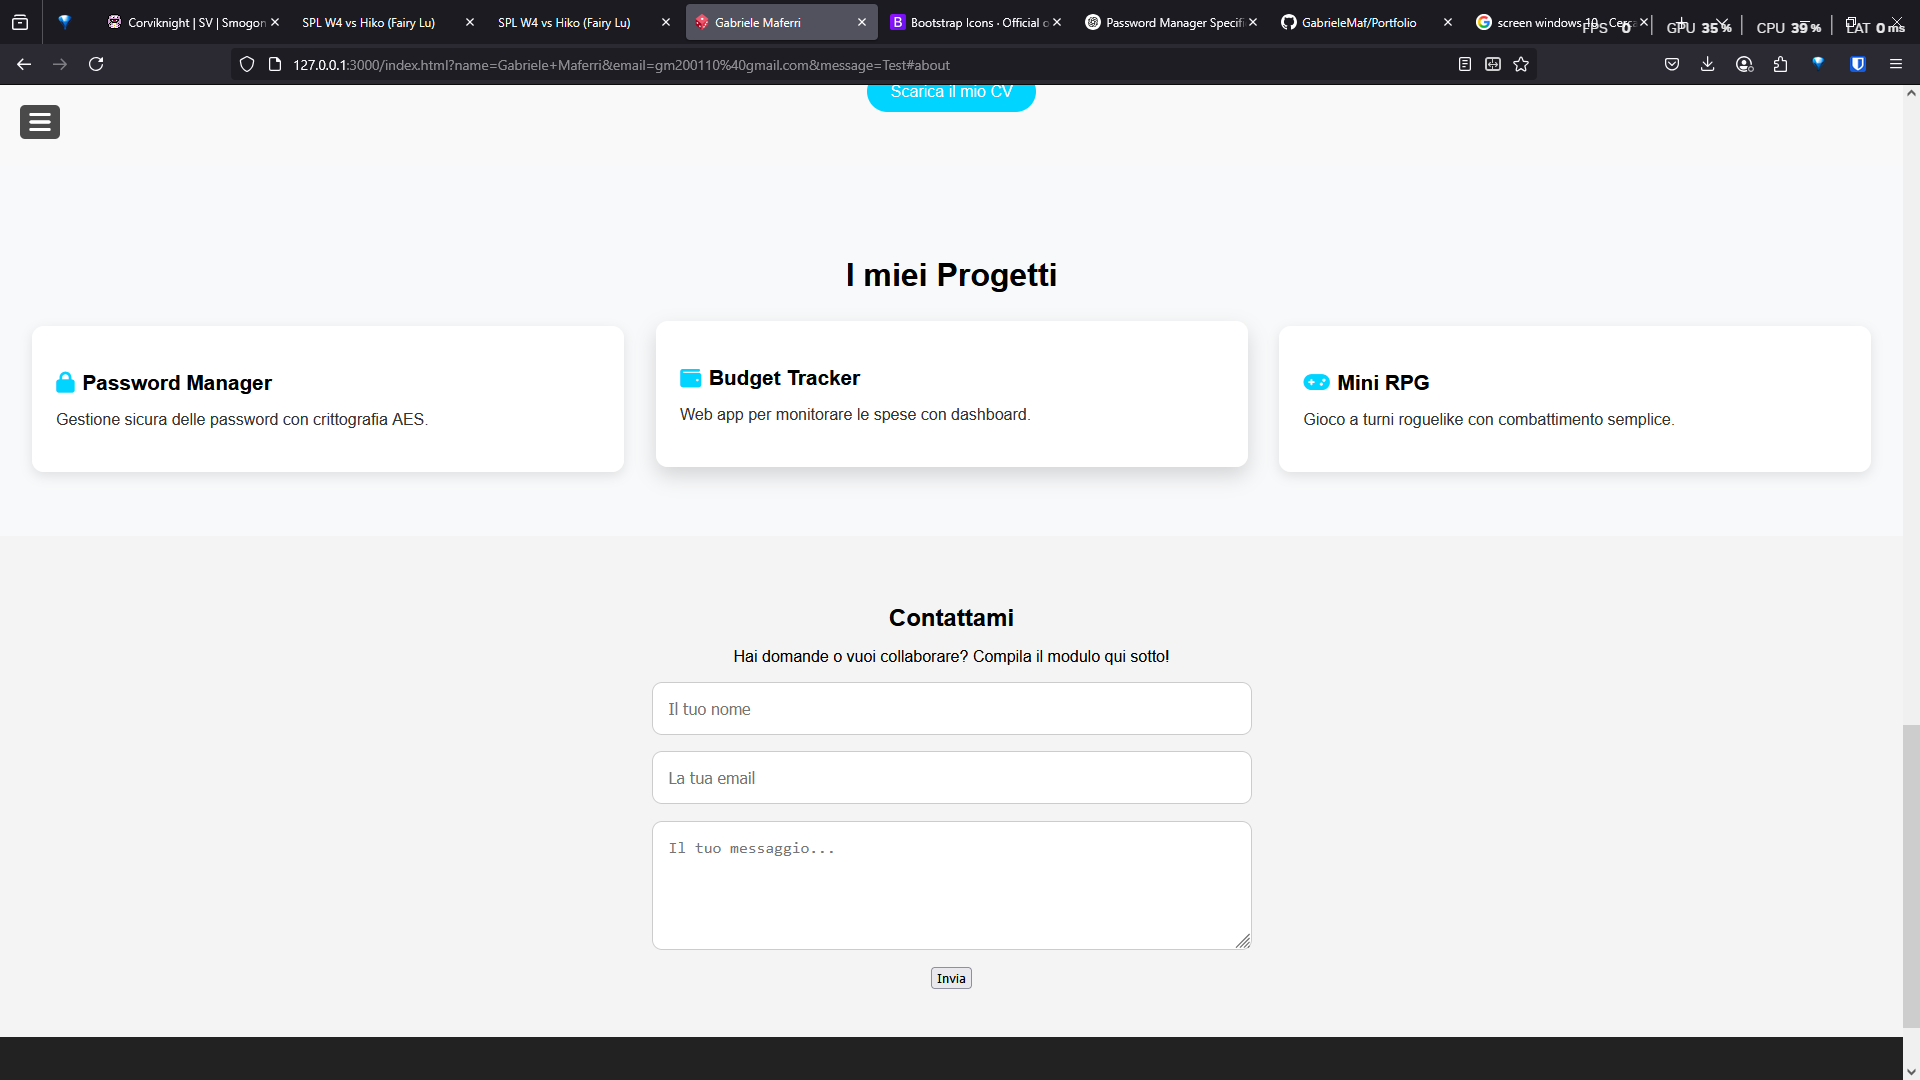 Corviknight | SV | Smogon
SPL W4 vs Hiko (Fairy Lu)
SPL W4 vs Hiko (Fairy Lu)
Gabriele Maferri
Bootstrap Icons · Official o
Password Manager Specifi
GabrieleMaf/Portfolio
screen windows 10 - Cerca
FPS 0 GPU 35 % CPU 39 % LAT 0 ms
127.0.0.1:3000/index.html?name=Gabriele+Maferri&email=gm200110%40gmail.com&message=Test#about
Scarica il mio CV
I miei Progetti
Password Manager
Gestione sicura delle password con crittografia AES.
Budget Tracker
Web app per monitorare le spese con dashboard.
Mini RPG
Gioco a turni roguelike con combattimento semplice.
Contattami
Hai domande o vuoi collaborare? Compila il modulo qui sotto!
Il tuo nome
La tua email
Il tuo messaggio...
Invia